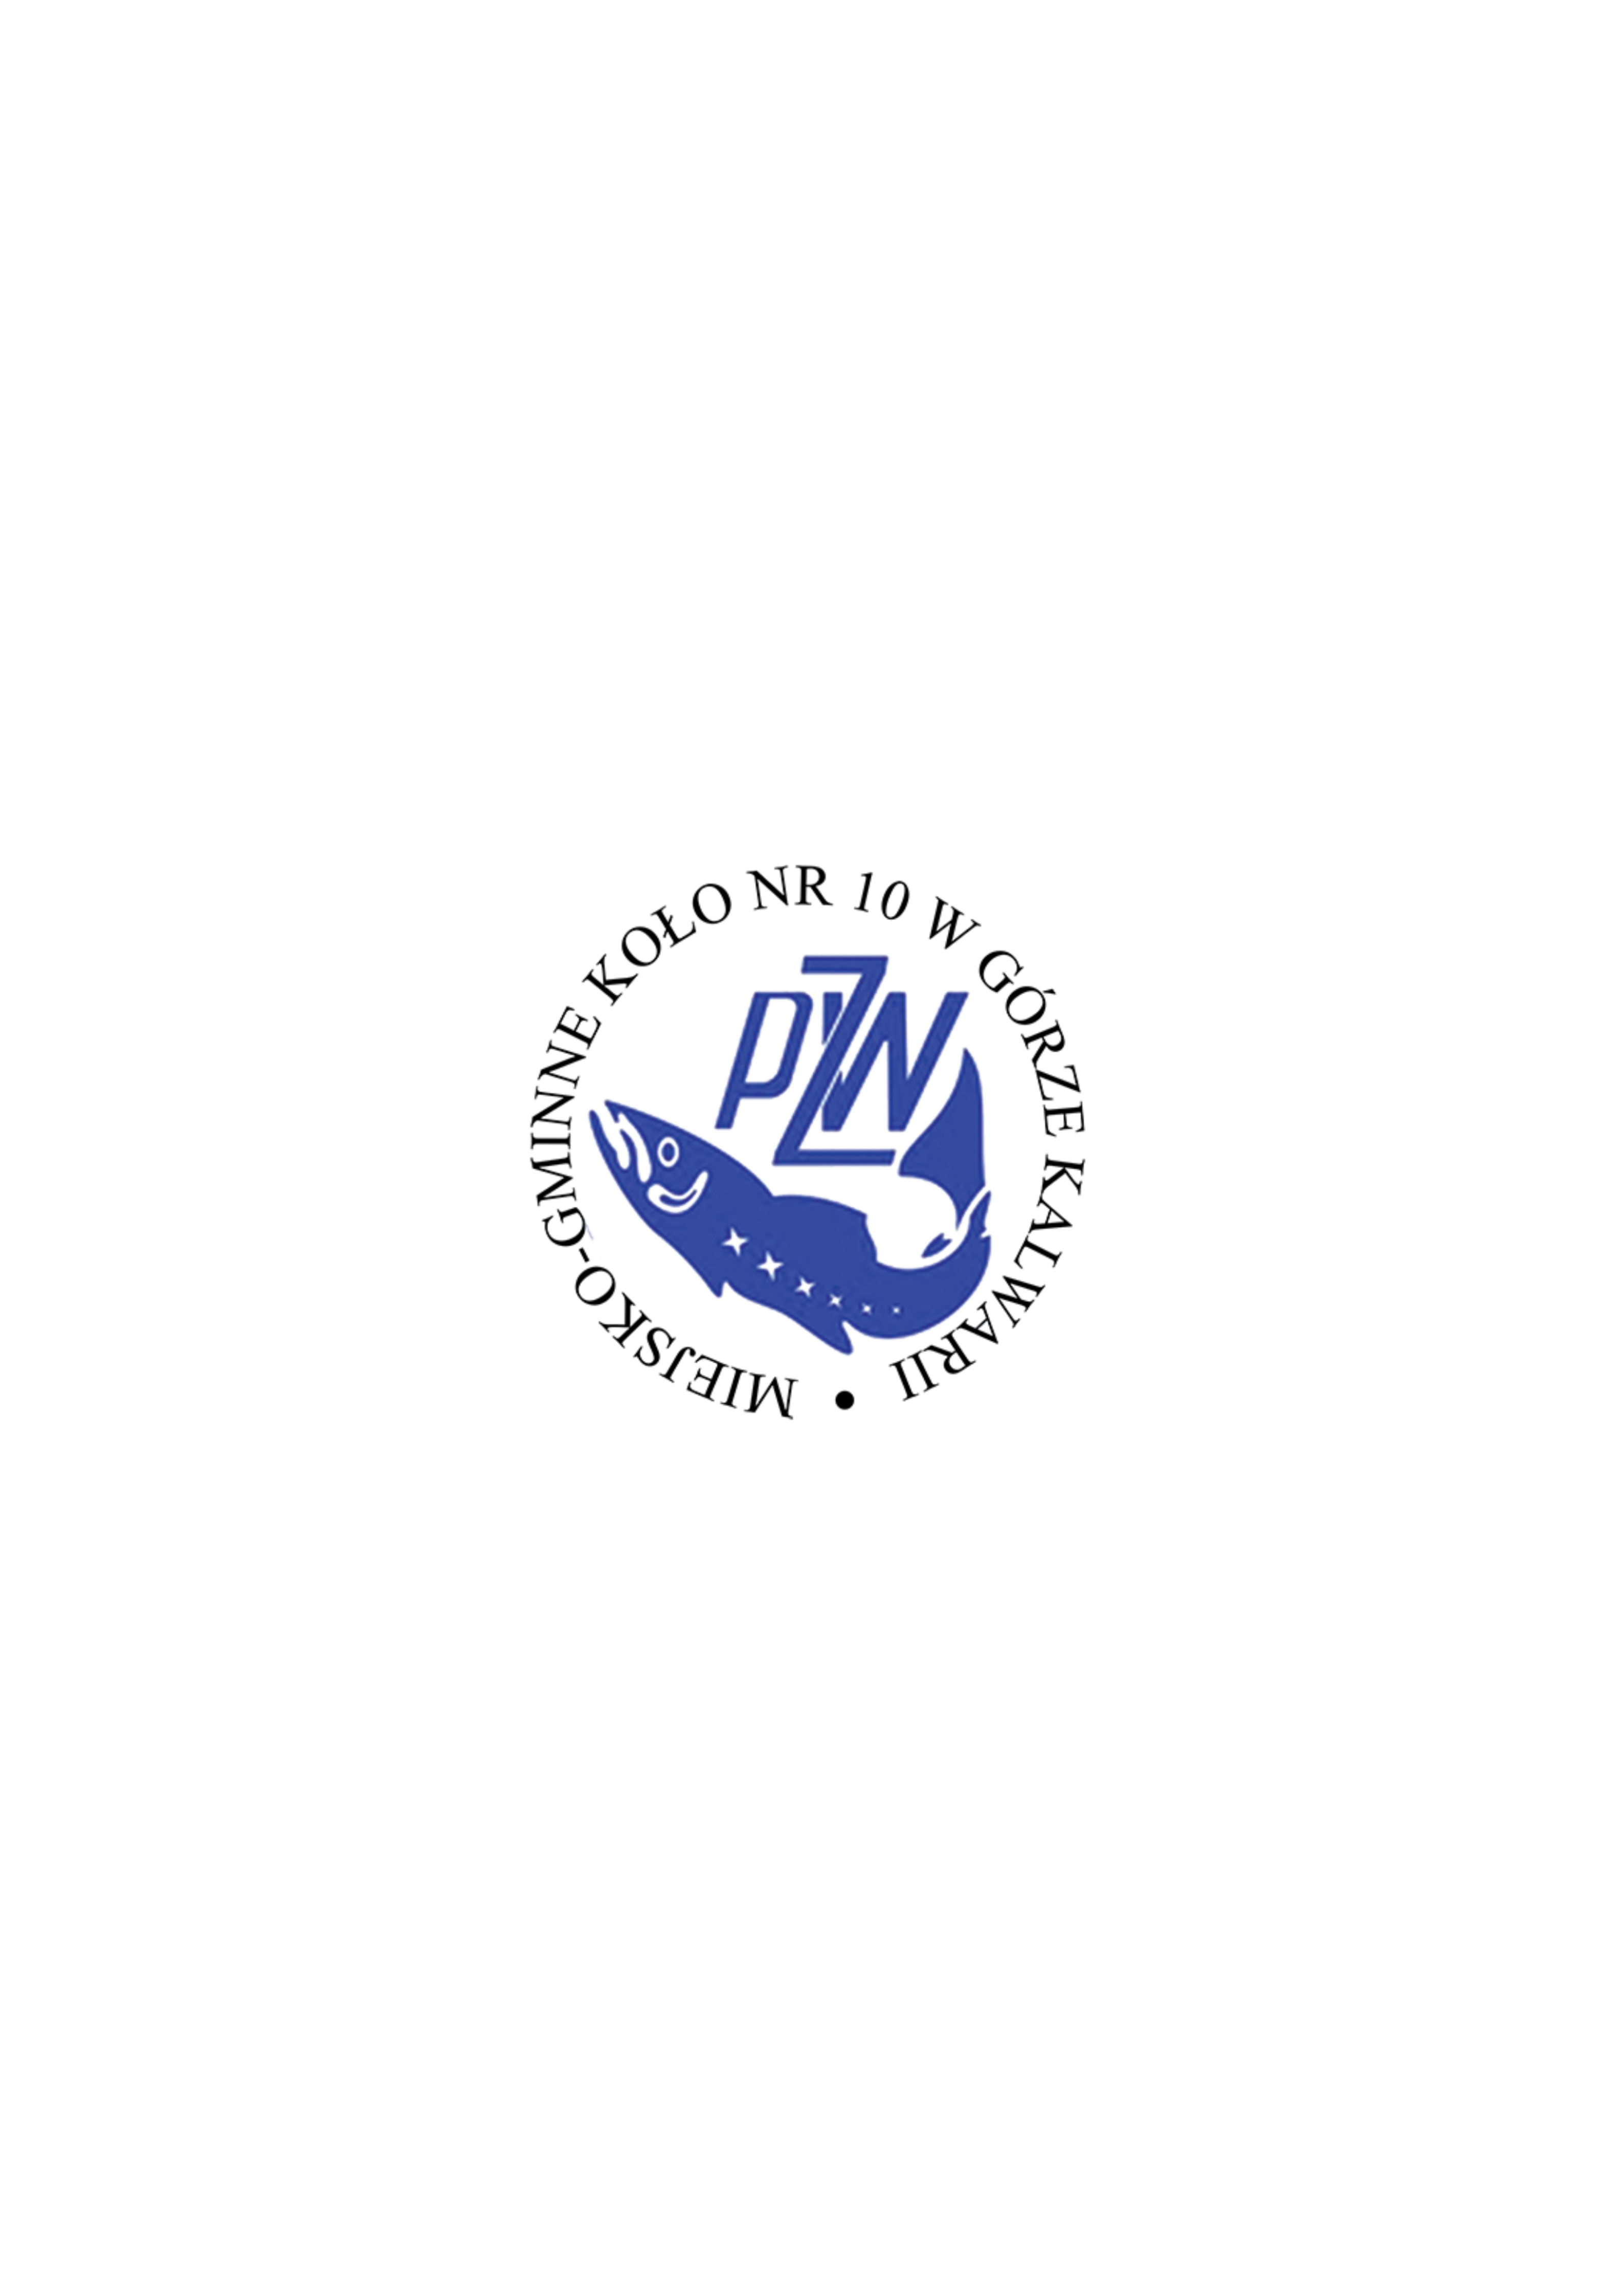 MIEJSKO-GMINNE KOŁO NR 10 W GÓRZE KALWARII •
PZW